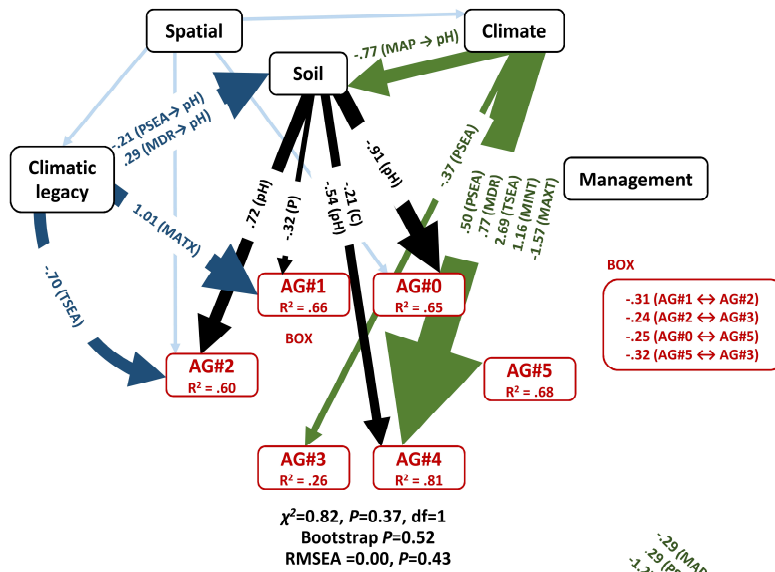 Spatial
Climate
-.77 (MAP → pH)
Soil
-.21 (PSEA→ pH)
.29 (MDR→ pH)
Climatic
legacy
Management
1.01 (MATX)
-.70 (TSEA)
.72 (pH)
-.32 (P)
-.21 (C)
-.54 (pH)
-.91 (pH)
-.37 (PSEA)
.50 (PSEA)
.77 (MDR)
2.69 (TSEA)
1.16 (MINT)
-1.57 (MAXT)
BOX
-.31 (AG#1 ↔ AG#2)
-.24 (AG#2 ↔ AG#3)
-.25 (AG#0 ↔ AG#5)
-.32 (AG#5 ↔ AG#3)
AG#1
R² = .66
AG#0
R² = .65
BOX
AG#2
R² = .60
AG#5
R² = .68
AG#3
R² = .26
AG#4
R² = .81
χ²=0.82, P=0.37, df=1
Bootstrap P=0.52
RMSEA =0.00, P=0.43
-.29 (MAD
.29 (PS